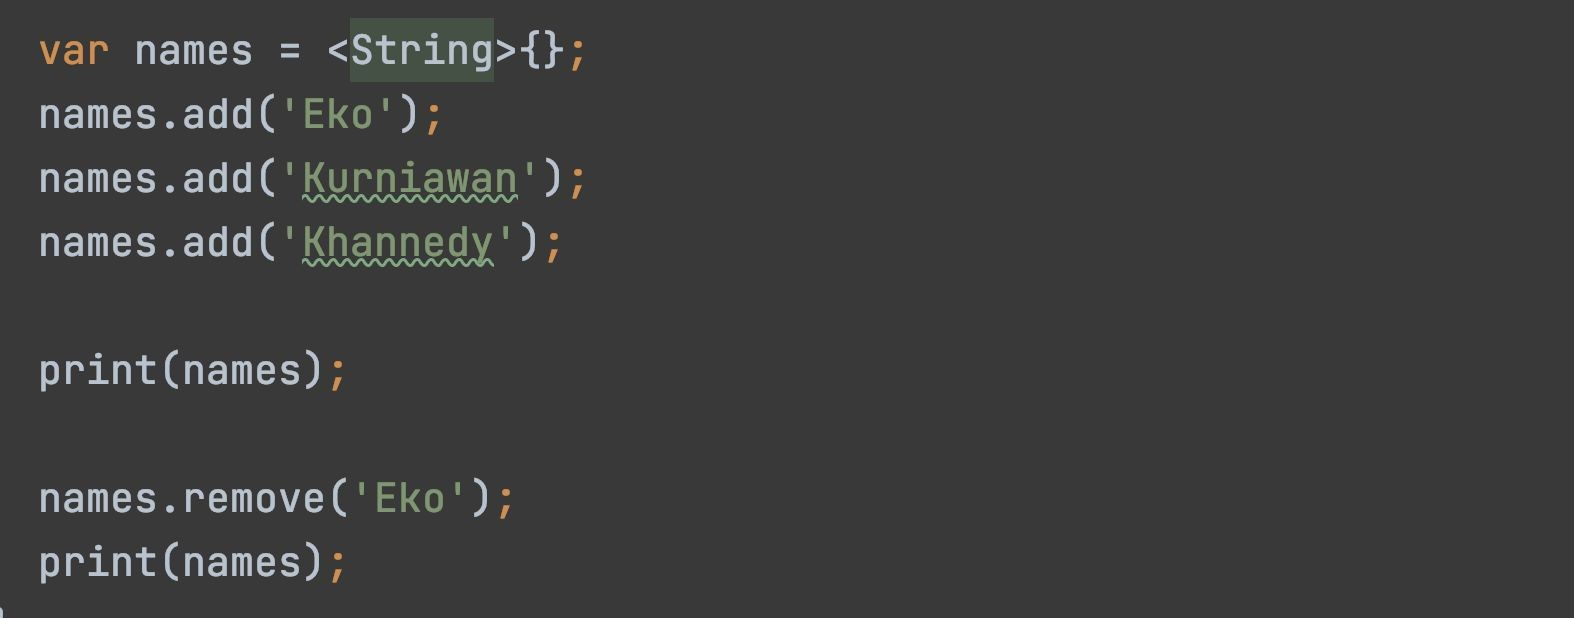 var names = <String>{};
names.add('Eko');
names.add('Kurniawan');
names.add('Khannedy');
print(names);
names.remove('Eko');
print(names);